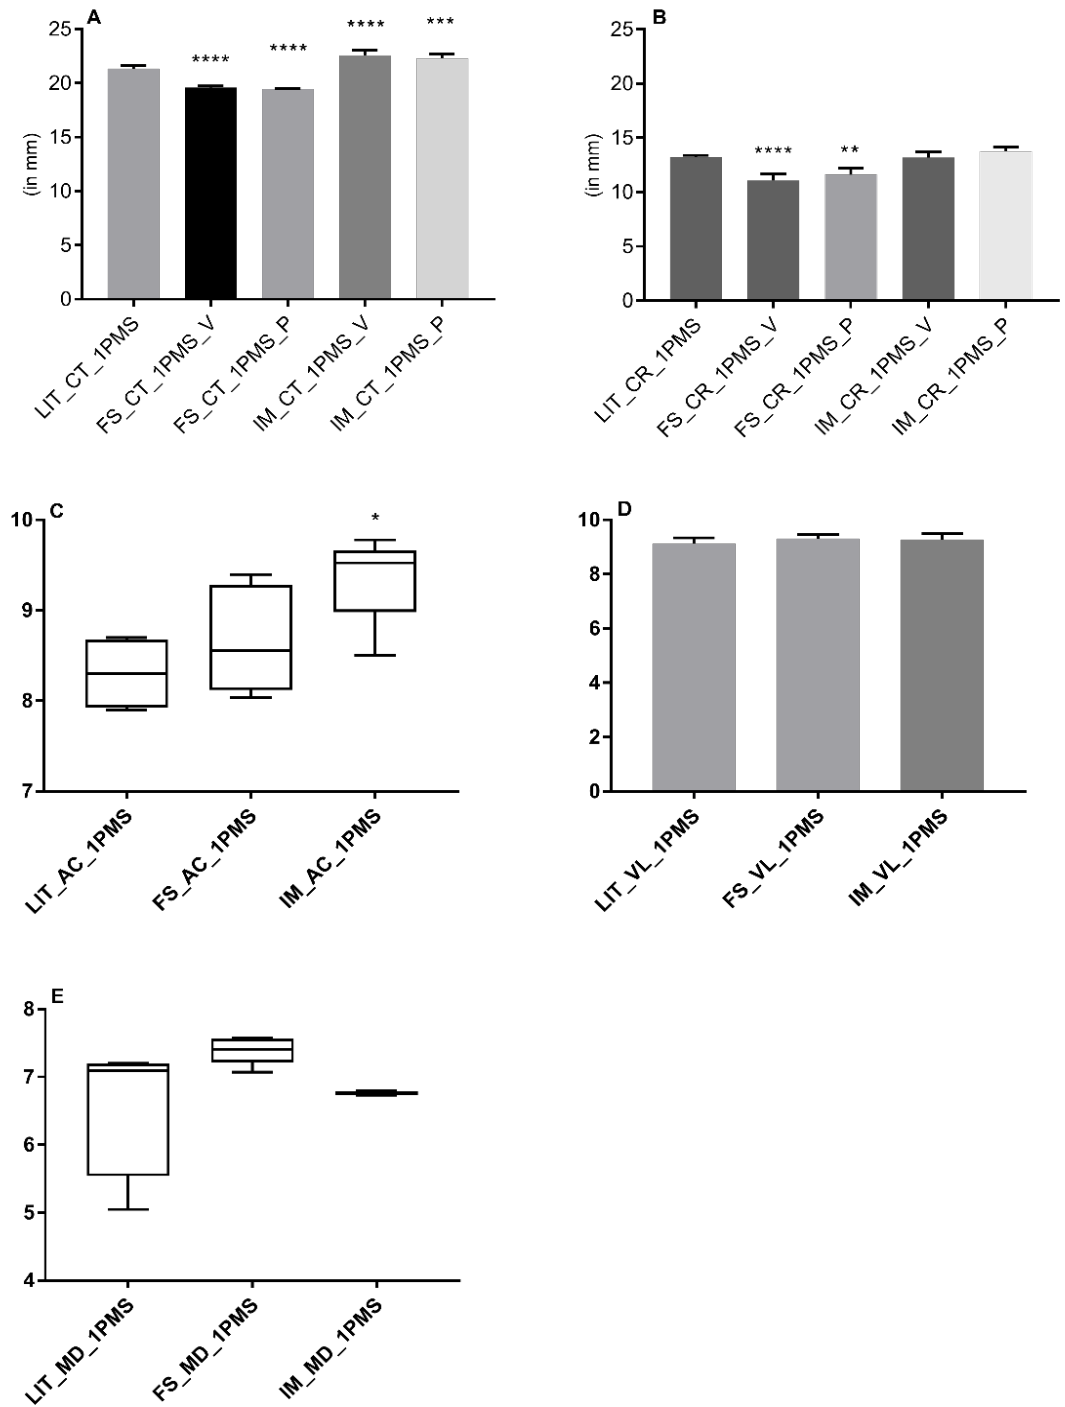 A
(in mm)
25
20
15
10
5
0
**** **** **** ***
LIT_CT_1PMS
FS_CT_1PMS_V
FS_CT_1PMS_P
IM_CT_1PMS_V
IM_CT_1PMS_P
B
(in mm)
25
20
15
10
5
0
**** **
LIT_CR_1PMS
FS_CR_1PMS_V
FS_CR_1PMS_P
IM_CR_1PMS_V
IM_CR_1PMS_P
C
10
9
8
7
*
LIT_AC_1PMS
FS_AC_1PMS
IM_AC_1PMS
D
10
8
6
4
2
0
LIT_VL_1PMS
FS_VL_1PMS
IM_VL_1PMS
E
8
7
6
5
4
LIT_MD_1PMS
FS_MD_1PMS
IM_MD_1PMS